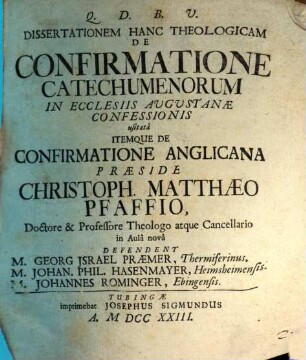 Q. D. B. V.
DISSERTATIONEM HANC THEOLOGICAM
DE
CONFIRMATIONE
CATECHUMENORUM
IN ECCLESIIS AVGVSTANÆ
CONFESSIONIS
usitatâ
ITEMQUE DE
CONFIRMATIONE ANGLICANA
PRÆSIDE
CHRISTOPH. MATTHÆO
PFAFFIO,
Doctore & Professore Theologo atque Cancellario
in Aulâ novâ
DEFENDENT
M. GEORG ISRAEL PRÆMER, Thermiferinus.
M. JOHAN. PHIL. HASENMAYER, Heimsheimensis.
M. JOHANNES ROMINGER, Ebingensis.
TUBINGÆ
imprimebat JOSEPHUS SIGMUNDUS
A. M DCC XXIII.